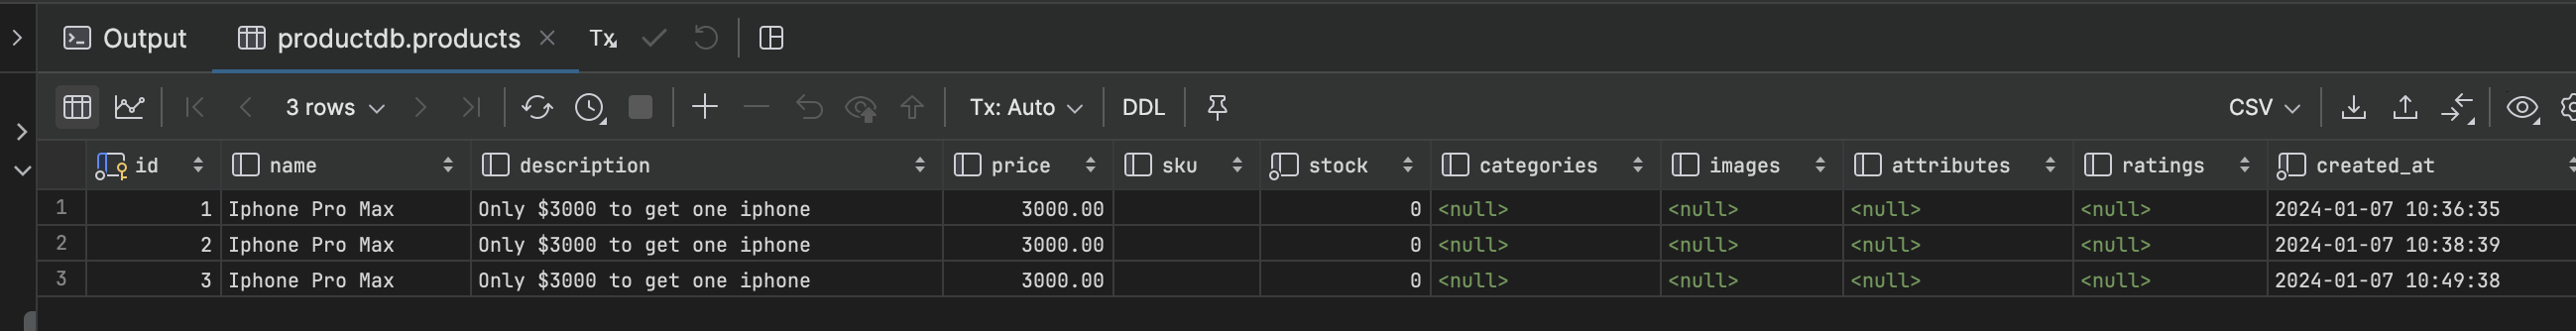 Output productdb.products Tx
3 rows Tx: Auto DDL CSV
id name description price sku stock categories images attributes ratings created_at
1 1 Iphone Pro Max Only $3000 to get one iphone 3000.00 0 <null> <null> <null> <null> 2024-01-07 10:36:35
2 2 Iphone Pro Max Only $3000 to get one iphone 3000.00 0 <null> <null> <null> <null> 2024-01-07 10:38:39
3 3 Iphone Pro Max Only $3000 to get one iphone 3000.00 0 <null> <null> <null> <null> 2024-01-07 10:49:38